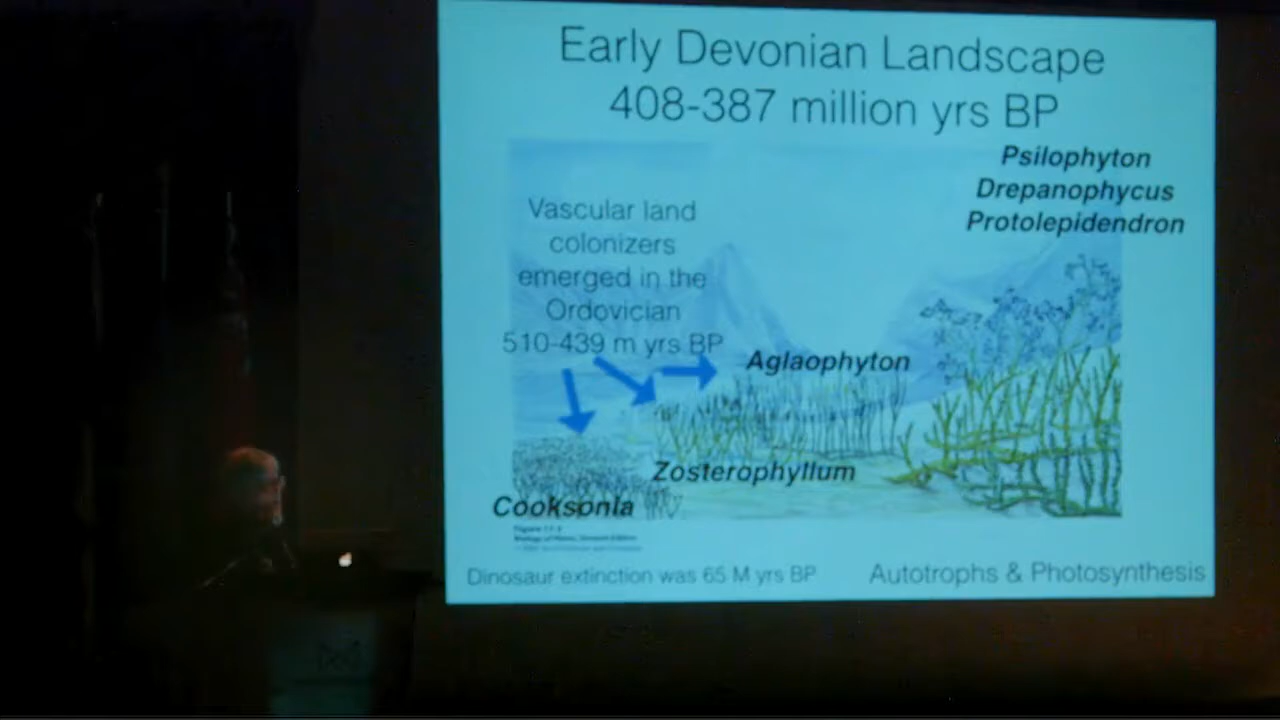 Early Devonian Landscape
408-387 million yrs BP
Psilophyton
Drepanophycus
Protolepidendron
Vascular land
colonizers
emerged in the
Ordovician
510-439 m yrs BP
Aglaophyton
Zosterophyllum
Cooksonia
Dinosaur extinction was 65 M yrs BP
Autotrophs & Photosynthesis